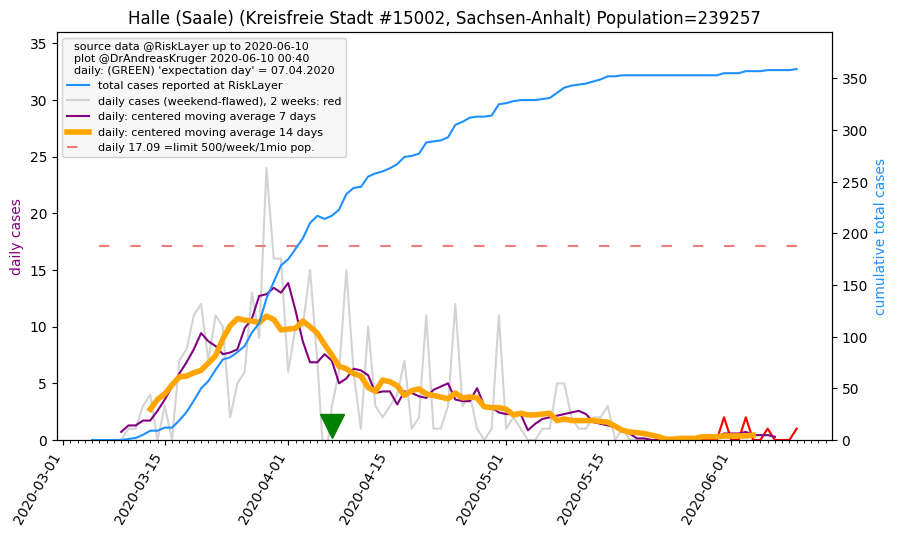 Halle (Saale) (Kreisfreie Stadt #15002, Sachsen-Anhalt) Population=239257
source data @RiskLayer up to 2020-06-10
plot @DrAndreasKruger 2020-06-10 00:40
daily: (GREEN) 'expectation day' = 07.04.2020
total cases reported at RiskLayer
daily cases (weekend-flawed), 2 weeks: red
daily: centered moving average 7 days
daily: centered moving average 14 days
daily 17.09 =limit 500/week/1mio pop.
daily cases
35
30
25
20
15
10
5
0
cumulative total cases
350
300
250
200
150
100
50
0
2020-03-01
2020-03-15
2020-04-01
2020-04-15
2020-05-01
2020-05-15
2020-06-01